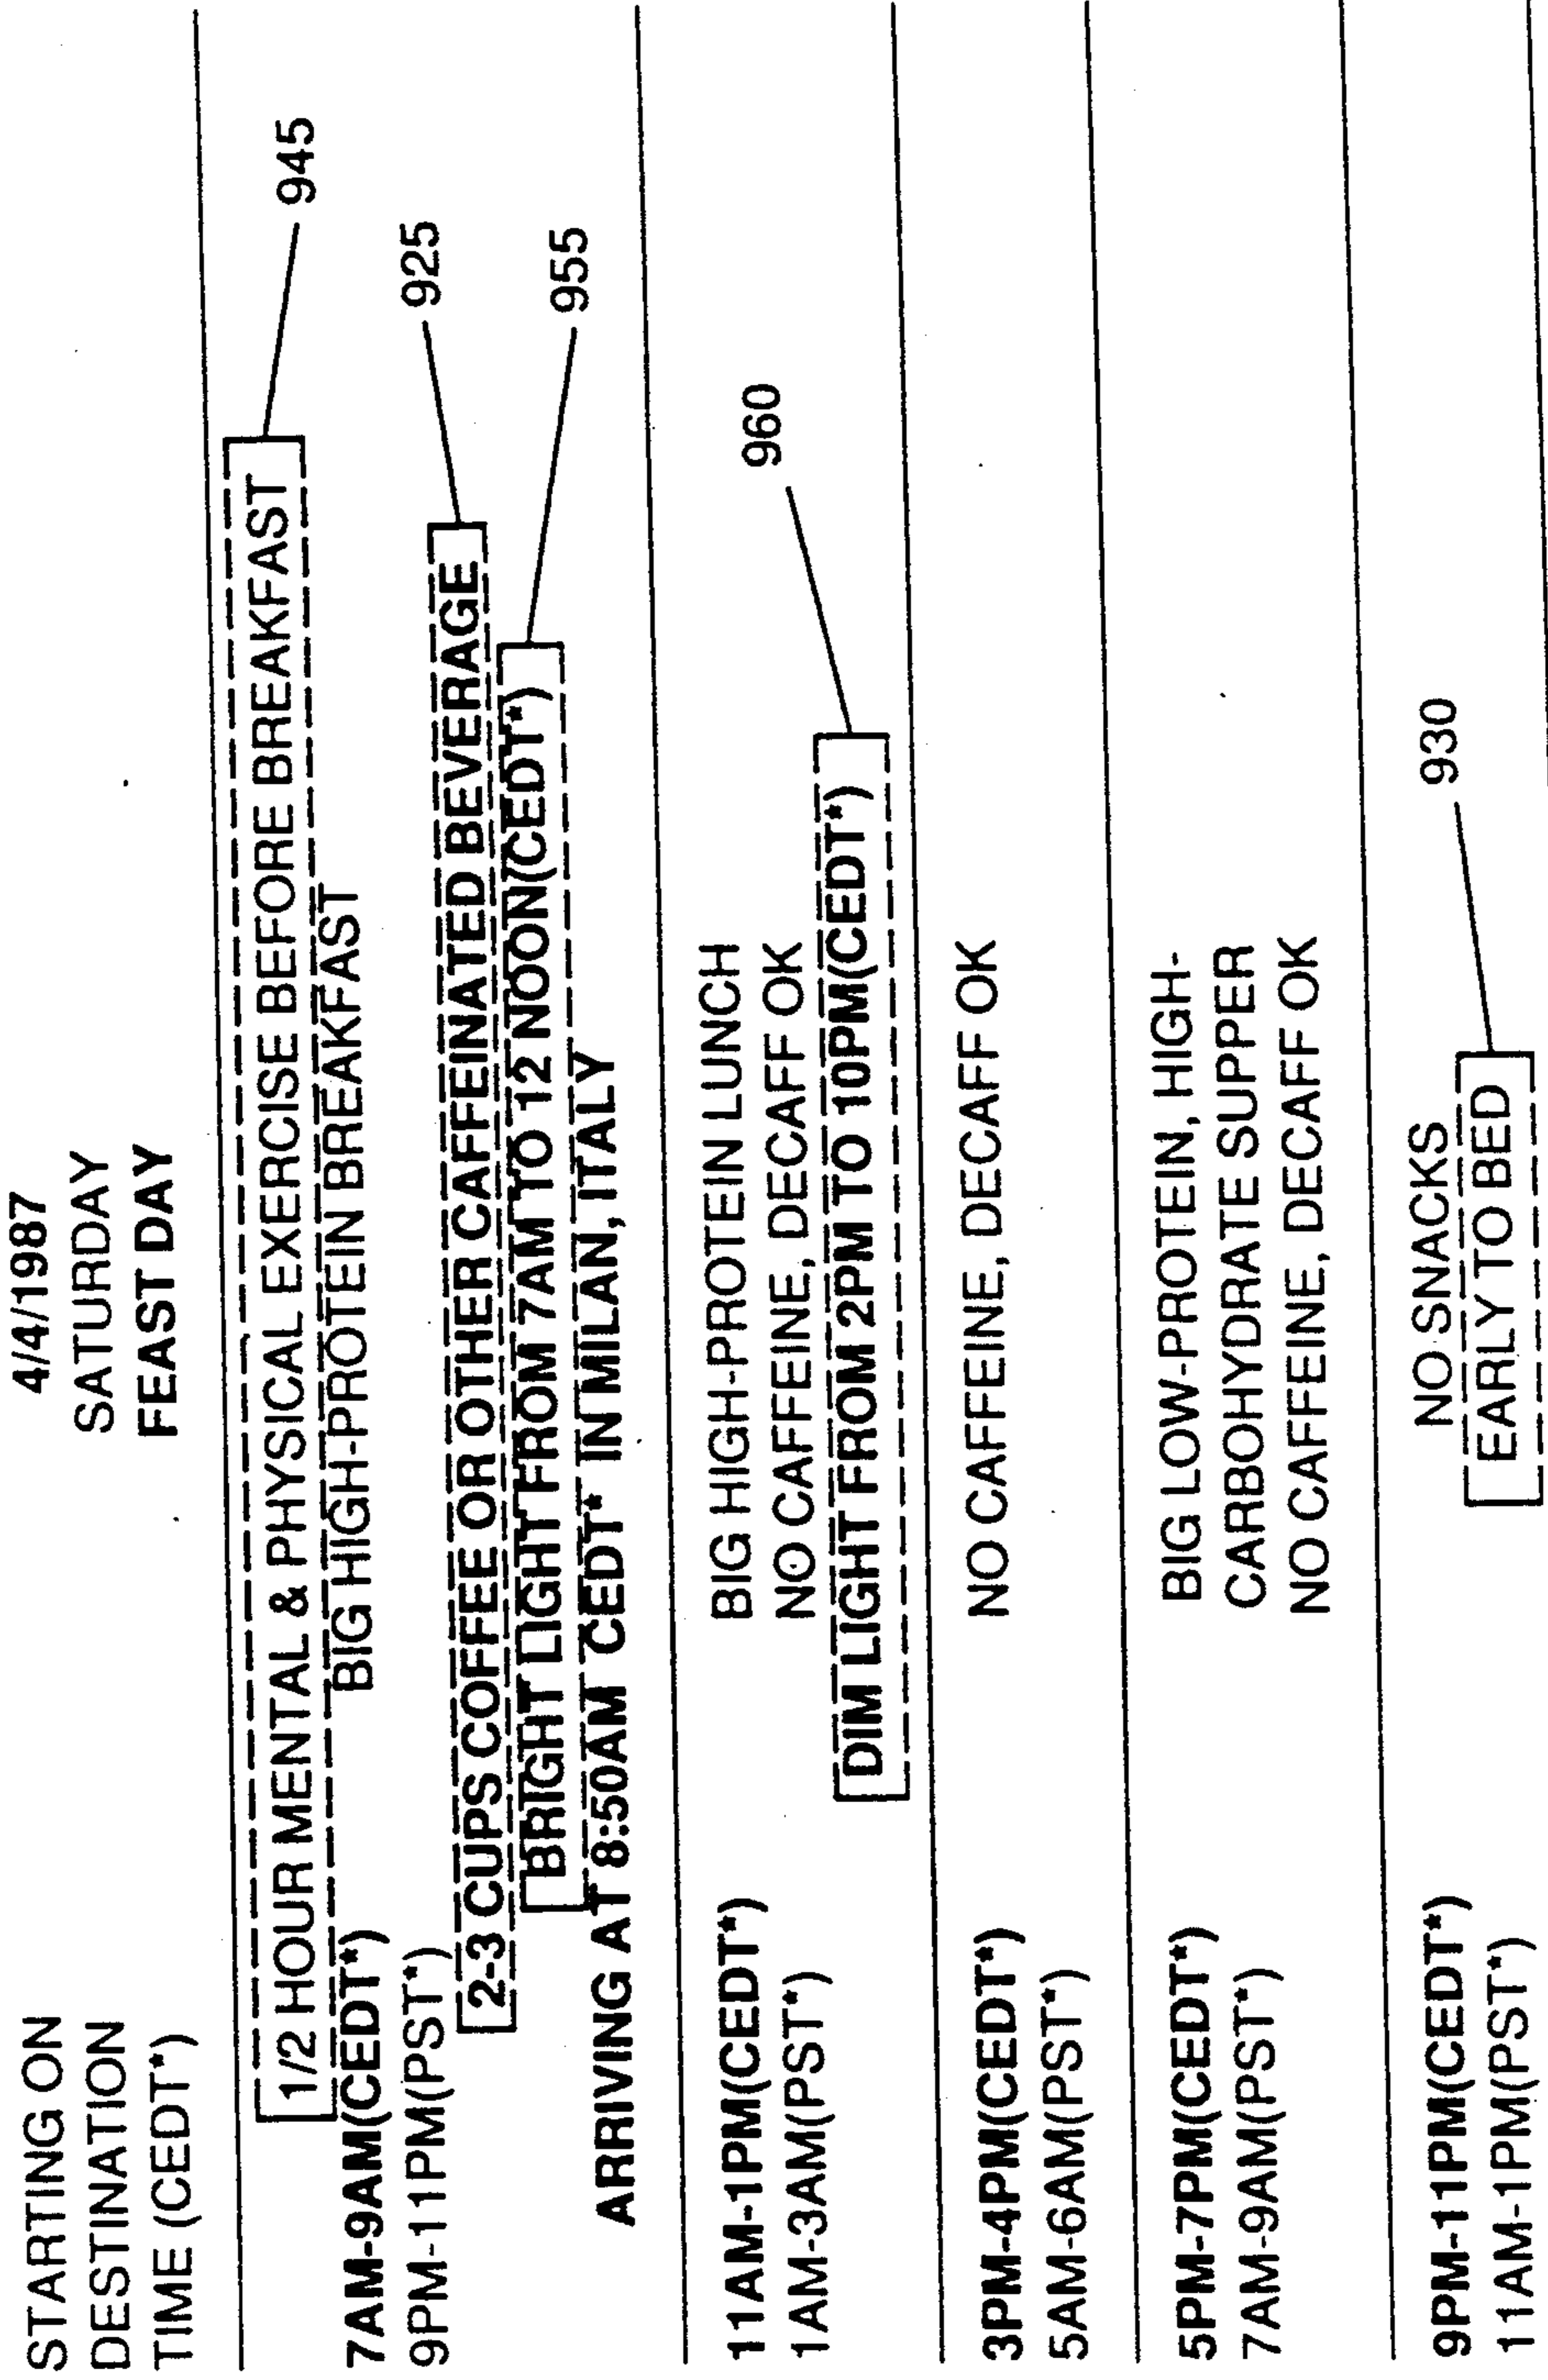 4/4/1987
STARTING ON
DESTINATION
TIME (CEDT*)
SATURDAY
FEAST DAY
1/2 HOUR MENTAL & PHYSICAL EXERCISE BEFORE BREAKFAST
945
BIG HIGH-PROTEIN BREAKFAST
7AM-9AM(CEDT*)
9PM-11PM(PST*)
2-3 CUPS COFFEE OR OTHER CAFFEINATED BEVERAGE
925
BRIGHT LIGHT FROM 7AM TO 12 NOON(CEDT*)
955
ARRIVING AT 8:50AM CEDT* IN MILAN, ITALY
11AM-1PM(CEDT*)
1AM-3AM(PST*)
BIG HIGH-PROTEIN LUNCH
NO CAFFEINE, DECAFF OK
DIM LIGHT FROM 2PM TO 10PM(CEDT*)
960
3PM-4PM(CEDT*)
5AM-6AM(PST*)
NO CAFFEINE, DECAFF OK
5PM-7PM(CEDT*)
7AM-9AM(PST*)
BIG LOW-PROTEIN, HIGH-
CARBOHYDRATE SUPPER
NO CAFFEINE, DECAFF OK
9PM-11PM(CEDT*)
11AM-1PM(PST*)
NO SNACKS
EARLY TO BED
930